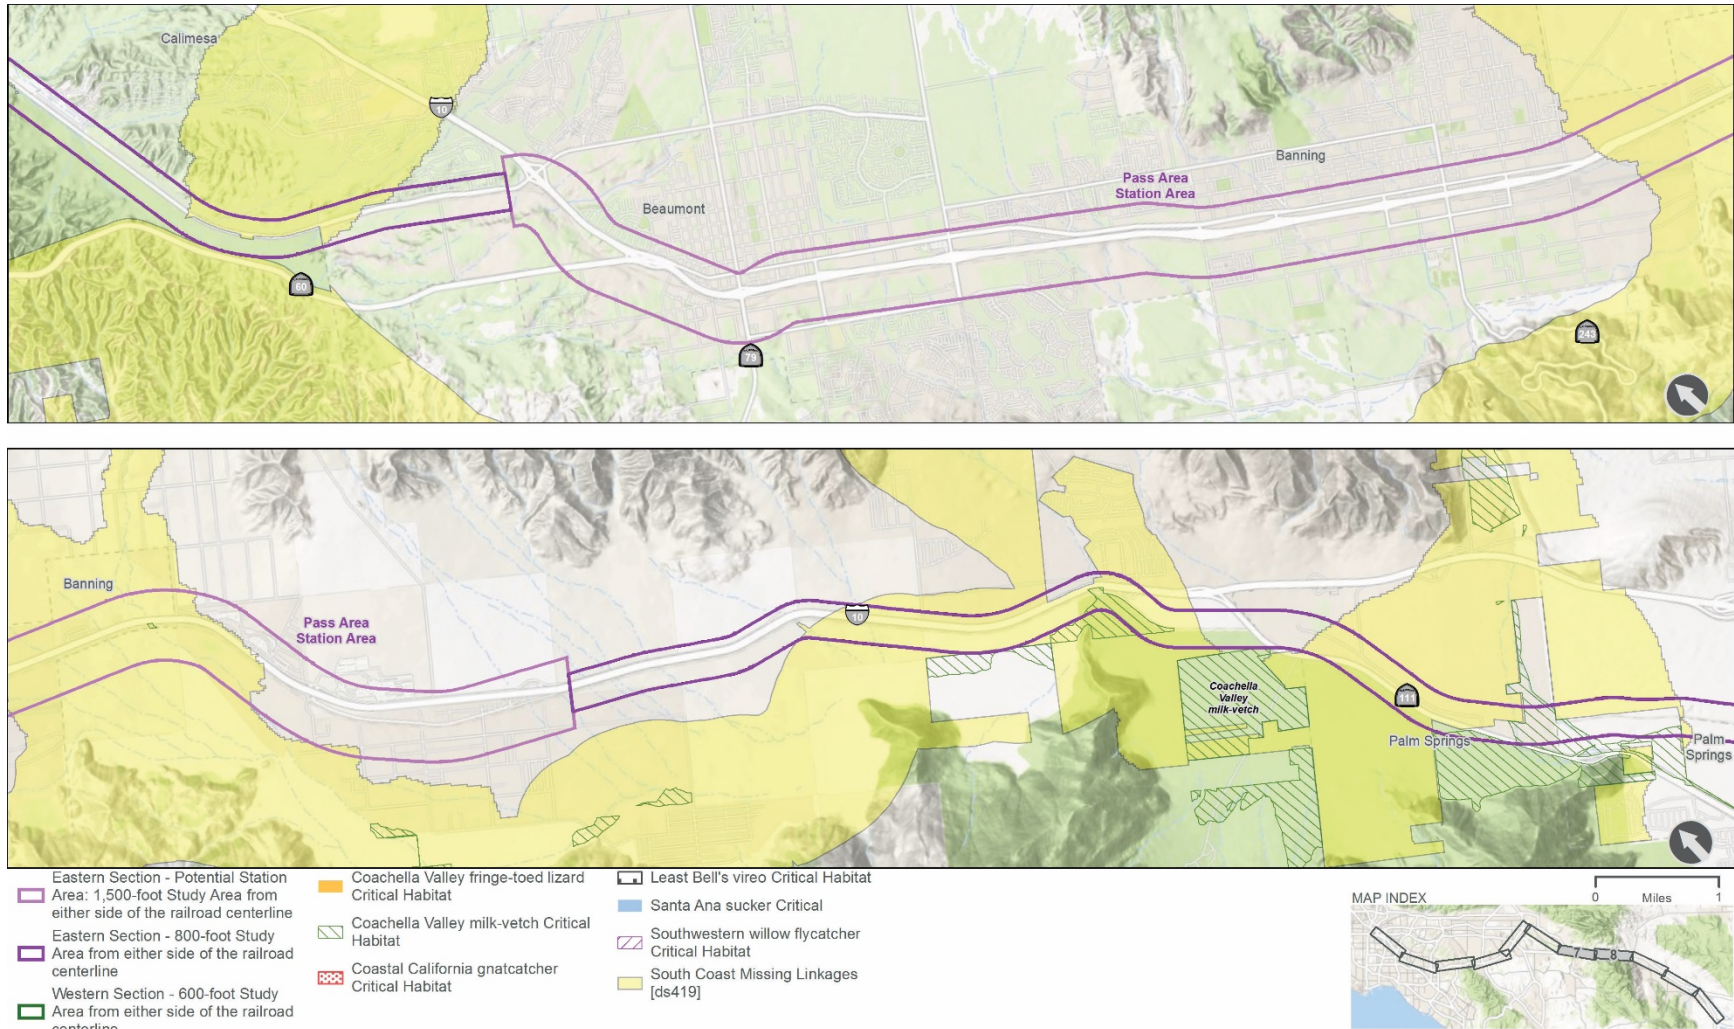 Calimesa
10
Beaumont
Banning
Pass Area
Station Area
60
79
243
Banning
Pass Area
Station Area
10
Coachella
Valley
milk-vetch
111
Palm Springs
Palm
Springs
Eastern Section - Potential Station
Area: 1,500-foot Study Area from
either side of the railroad centerline
Eastern Section - 800-foot Study
Area from either side of the railroad
centerline
Western Section - 600-foot Study
Area from either side of the railroad
centerline
Coachella Valley fringe-toed lizard
Critical Habitat
Coachella Valley milk-vetch Critical
Habitat
Coastal California gnatcatcher
Critical Habitat
Least Bell's vireo Critical Habitat
Santa Ana sucker Critical
Southwestern willow flycatcher
Critical Habitat
South Coast Missing Linkages
[ds419]
MAP INDEX
0 Miles 1
7
8